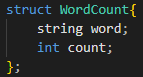 struct WordCount{
    string word;
    int count;
};